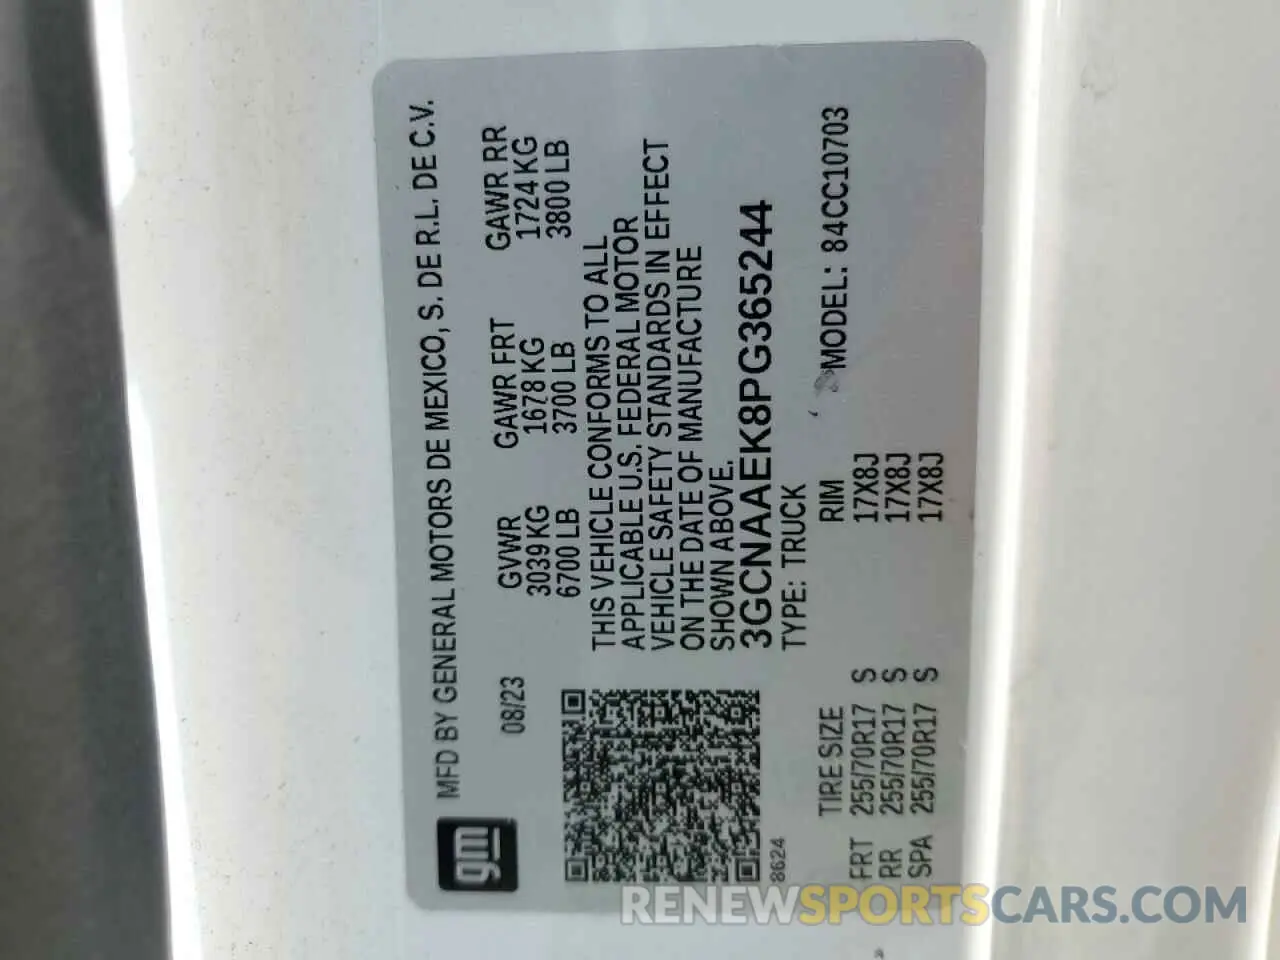 gm
MFD BY GENERAL MOTORS DE MEXICO, S. DE R.L. DE C.V.
08/23
GVWR GAWR FRT GAWR RR
3039 KG 1678 KG 1724 KG
6700 LB 3700 LB 3800 LB
THIS VEHICLE CONFORMS TO ALL
APPLICABLE U.S. FEDERAL MOTOR
VEHICLE SAFETY STANDARDS IN EFFECT
ON THE DATE OF MANUFACTURE
SHOWN ABOVE.
3GCNAAEK8PG365244
TYPE: TRUCK
8624
TIRE SIZE RIM MODEL: 84CC10703
FRT 255/70R17 S 17X8J
RR 255/70R17 S 17X8J
SPA 255/70R17 S 17X8J
RENEWSPORTSCARS.COM